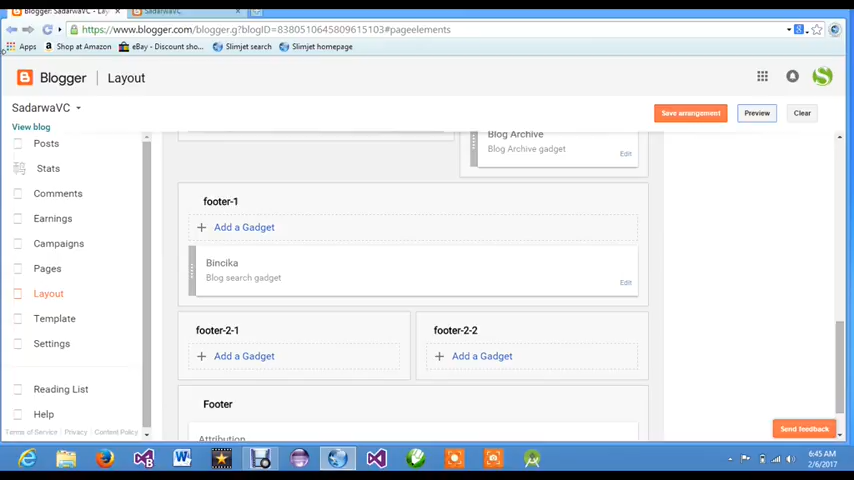 Blogger: SadarwaVC - L
SadarwaVC
https://www.blogger.com/blogger.g?blogID=8380510645809615103#pageelements
Apps
Shop at Amazon
eBay - Discount sho...
Slimjet search
Slimjet homepage
Blogger
Layout
SadarwaVC
Save arrangement
Preview
Clear
View blog
Posts
Stats
Comments
Earnings
Campaigns
Pages
Layout
Template
Settings
Reading List
Help
Terms of Service
Privacy
Content Policy
Blog Archive
Blog Archive gadget
Edit
footer-1
+ Add a Gadget
Bincika
Blog search gadget
Edit
footer-2-1
+ Add a Gadget
footer-2-2
+ Add a Gadget
Footer
Attribution
Send feedback
6:45 AM
2/6/2017